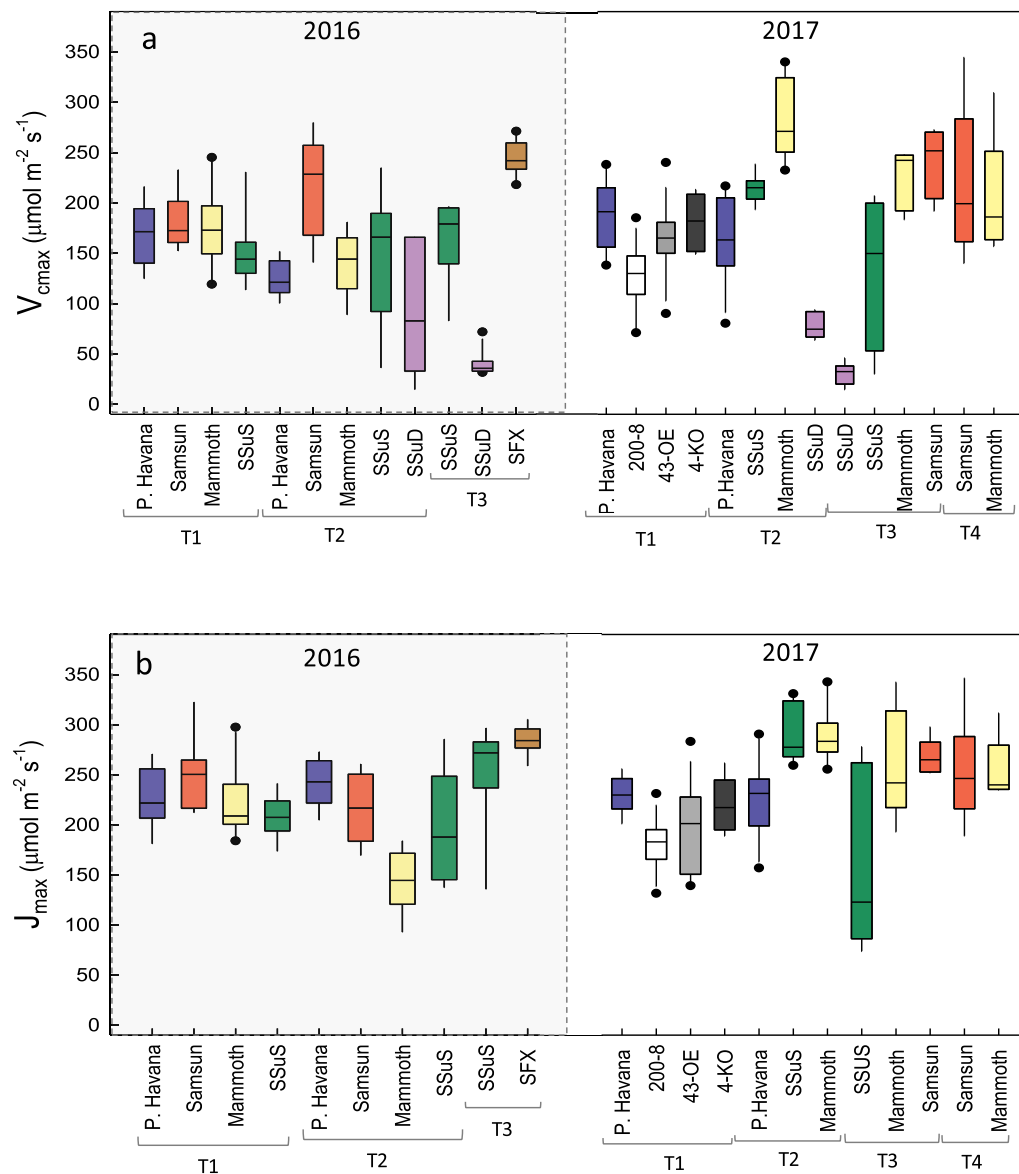 a 2016 2017
350
300
250
200
150
100
50
0
Vcmax (μmol m-2 s-1)
P. Havana Samsun Mammoth SSuS P. Havana Samsun Mammoth SSuS SSuD SSuS SSuD SFX P. Havana 200-8 43-OE 4-KO P.Havana SSuS Mammoth SSuD SSuD SSuS Mammoth Samsun Samsun Mammoth
T1 T2 T3 T1 T2 T3 T4
b 2016 2017
350
300
250
200
150
100
50
0
Jmax (μmol m-2 s-1)
P. Havana Samsun Mammoth SSuS P. Havana Samsun Mammoth SSuS SSuS SFX P. Havana 200-8 43-OE 4-KO P.Havana SSuS Mammoth SSUS Mammoth Samsun Samsun Mammoth
T1 T2 T3 T1 T2 T3 T4